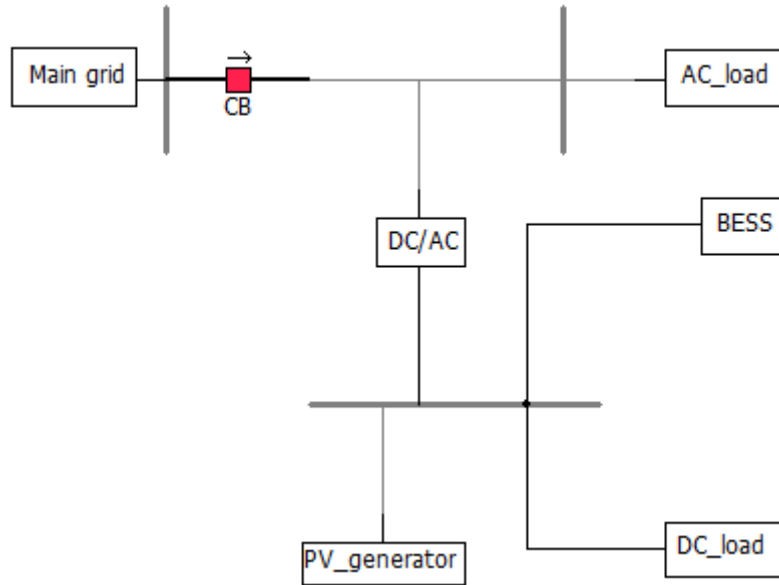 Main grid
CB
AC_load
DC/AC
BESS
PV_generator
DC_load